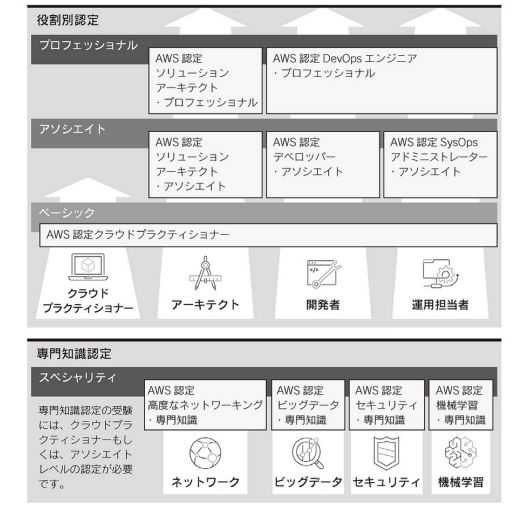 役割別認定
プロフェッショナル
AWS 認定
ソリューション
アーキテクト
・プロフェッショナル
AWS 認定 DevOps エンジニア
・プロフェッショナル
アソシエイト
AWS 認定
ソリューション
アーキテクト
・アソシエイト
AWS 認定
デベロッパー
・アソシエイト
AWS 認定 SysOps
アドミニストレーター
・アソシエイト
ベーシック
AWS 認定クラウドプラクティショナー
クラウド
プラクティショナー
アーキテクト
開発者
運用担当者
専門知識認定
スペシャリティ
専門知識認定の受験
には、クラウドプラ
クティショナーもし
くは、アソシエイト
レベルの認定が必要
です。
AWS 認定
高度なネットワーキング
・専門知識
ネットワーク
AWS 認定
ビッグデータ
・専門知識
ビッグデータ
AWS 認定
セキュリティ
・専門知識
セキュリティ
AWS 認定
機械学習
・専門知識
機械学習